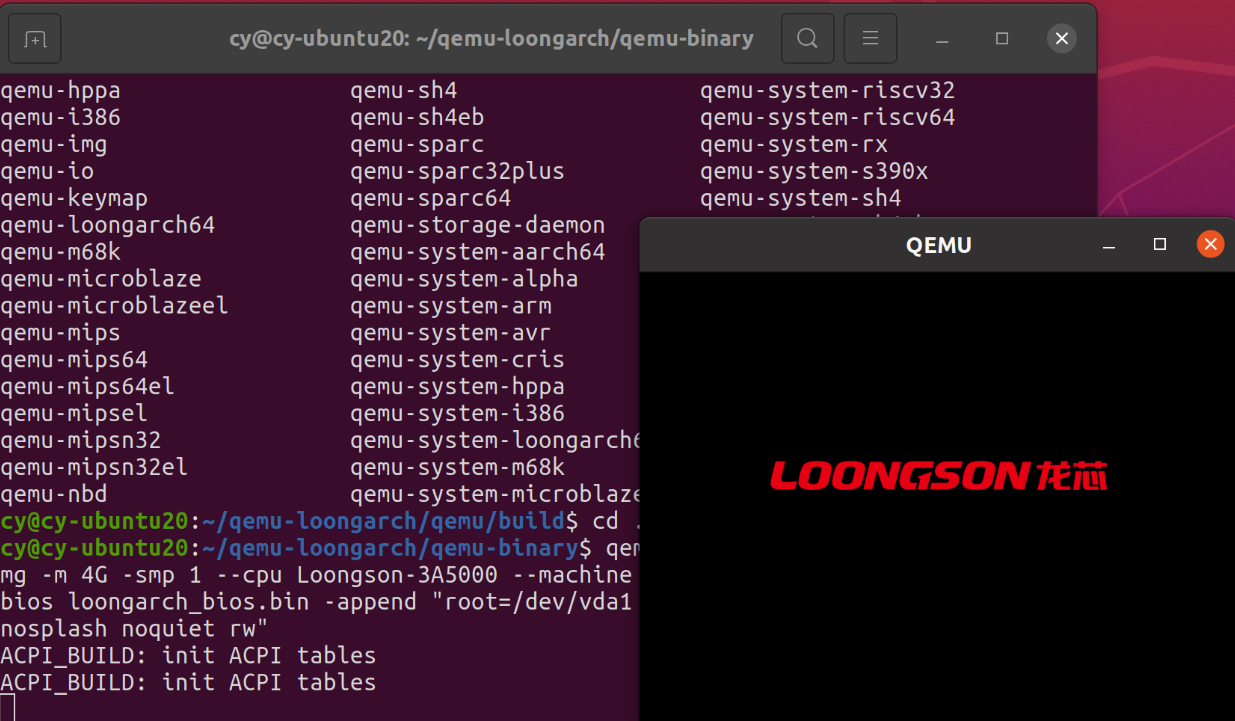 cy@cy-ubuntu20: ~/qemu-loongarch/qemu-binary
qemu-hppa qemu-sh4 qemu-system-riscv32
qemu-i386 qemu-sh4eb qemu-system-riscv64
qemu-img qemu-sparc qemu-system-rx
qemu-io qemu-sparc32plus qemu-system-s390x
qemu-keymap qemu-sparc64 qemu-system-sh4
qemu-loongarch64 qemu-storage-daemon
qemu-m68k qemu-system-aarch64
qemu-microblaze qemu-system-alpha
qemu-microblazeel qemu-system-arm
qemu-mips qemu-system-avr
qemu-mips64 qemu-system-cris
qemu-mips64el qemu-system-hppa
qemu-mipsel qemu-system-i386
qemu-mipsn32 qemu-system-loongarch6
qemu-mipsn32el qemu-system-m68k
qemu-nbd qemu-system-microblaze
cy@cy-ubuntu20:~/qemu-loongarch/qemu/build$ cd .
cy@cy-ubuntu20:~/qemu-loongarch/qemu-binary$ qem
mg -m 4G -smp 1 --cpu Loongson-3A5000 --machine
bios loongarch_bios.bin -append "root=/dev/vda1
nosplash noquiet rw"
ACPI_BUILD: init ACPI tables
ACPI_BUILD: init ACPI tables
QEMU
LOONGSON 龙芯